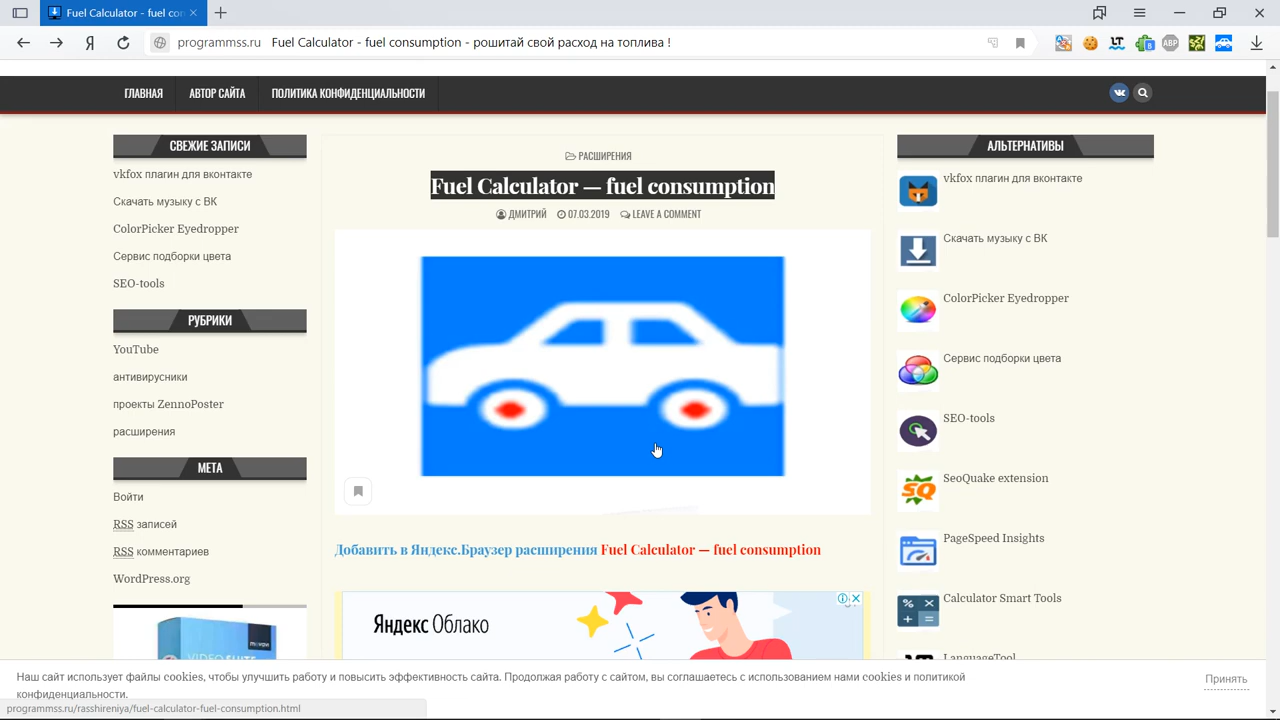 Fuel Calculator - fuel con
programmss.ru Fuel Calculator - fuel consumption - рошитай свой расход на топлива !
ГЛАВНАЯ
АВТОР САЙТА
ПОЛИТИКА КОНФИДЕНЦИАЛЬНОСТИ
СВЕЖИЕ ЗАПИСИ
vkfox плагин для вконтакте
Скачать музыку с ВК
ColorPicker Eyedropper
Сервис подборки цвета
SEO-tools
РУБРИКИ
YouTube
антивирусники
проекты ZennoPoster
расширения
МЕТА
Войти
RSS записей
RSS комментариев
WordPress.org
РАСШИРЕНИЯ
Fuel Calculator — fuel consumption
ДМИТРИЙ 07.03.2019 LEAVE A COMMENT
Добавить в Яндекс.Браузер расширения Fuel Calculator — fuel consumption
Яндекс Облако
АЛЬТЕРНАТИВЫ
vkfox плагин для вконтакте
Скачать музыку с ВК
ColorPicker Eyedropper
Сервис подборки цвета
SEO-tools
SeoQuake extension
PageSpeed Insights
Calculator Smart Tools
LanguageTool
Наш сайт использует файлы cookies, чтобы улучшить работу и повысить эффективность сайта. Продолжая работу с сайтом, вы соглашаетесь с использованием нами cookies и политикой
конфиденциальности.
Принять
programmss.ru/rasshireniya/fuel-calculator-fuel-consumption.html